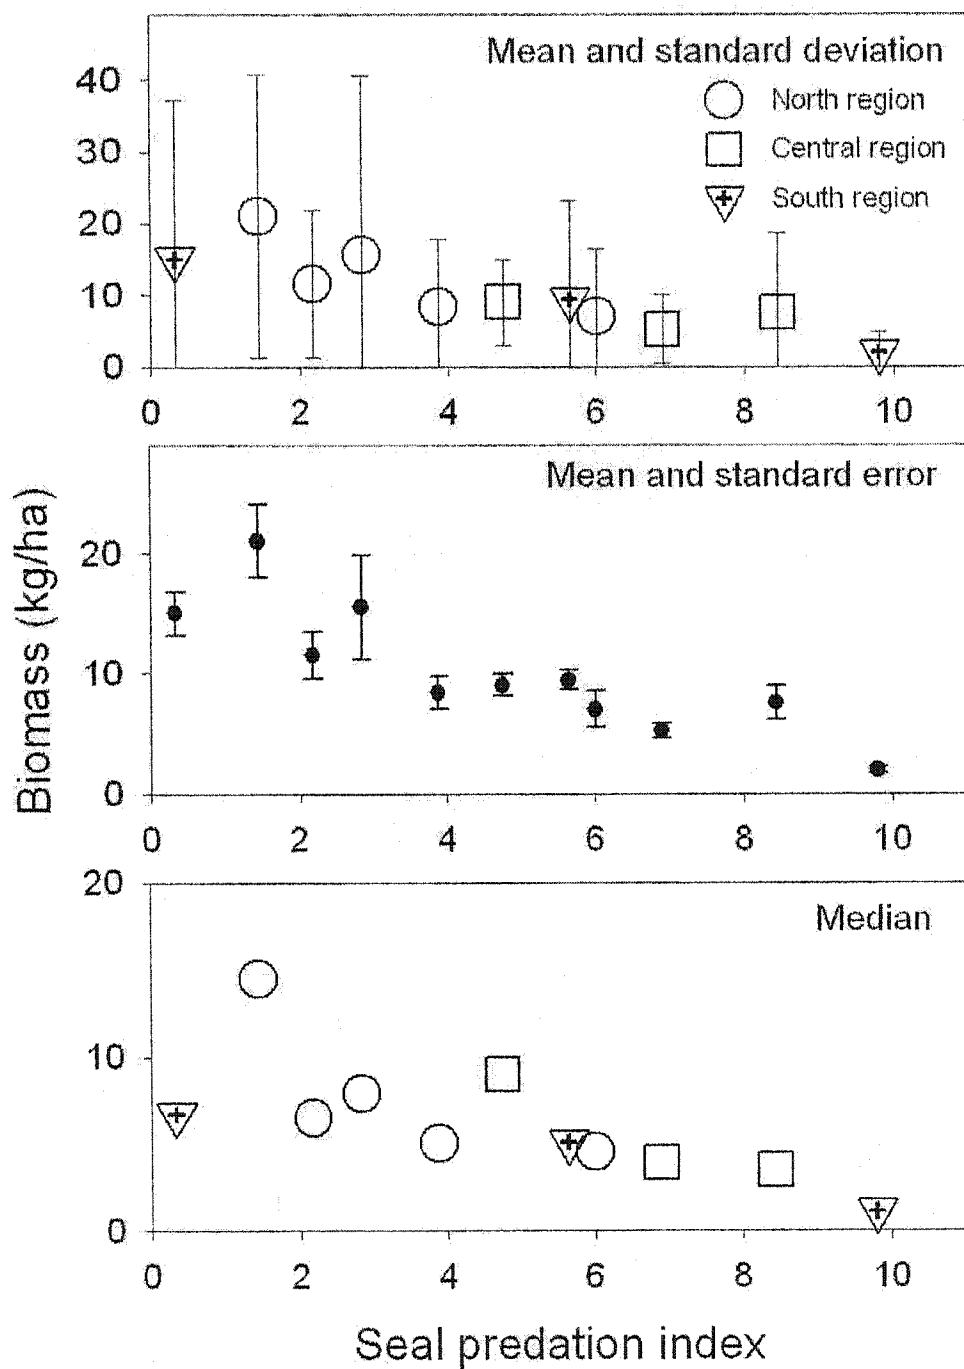 Mean and standard deviation
North region
Central region
South region
40
30
20
10
0
0 2 4 6 8 10
Mean and standard error
20
10
0
0 2 4 6 8 10
Biomass (kg/ha)
Median
20
10
0
0 2 4 6 8 10
Seal predation index